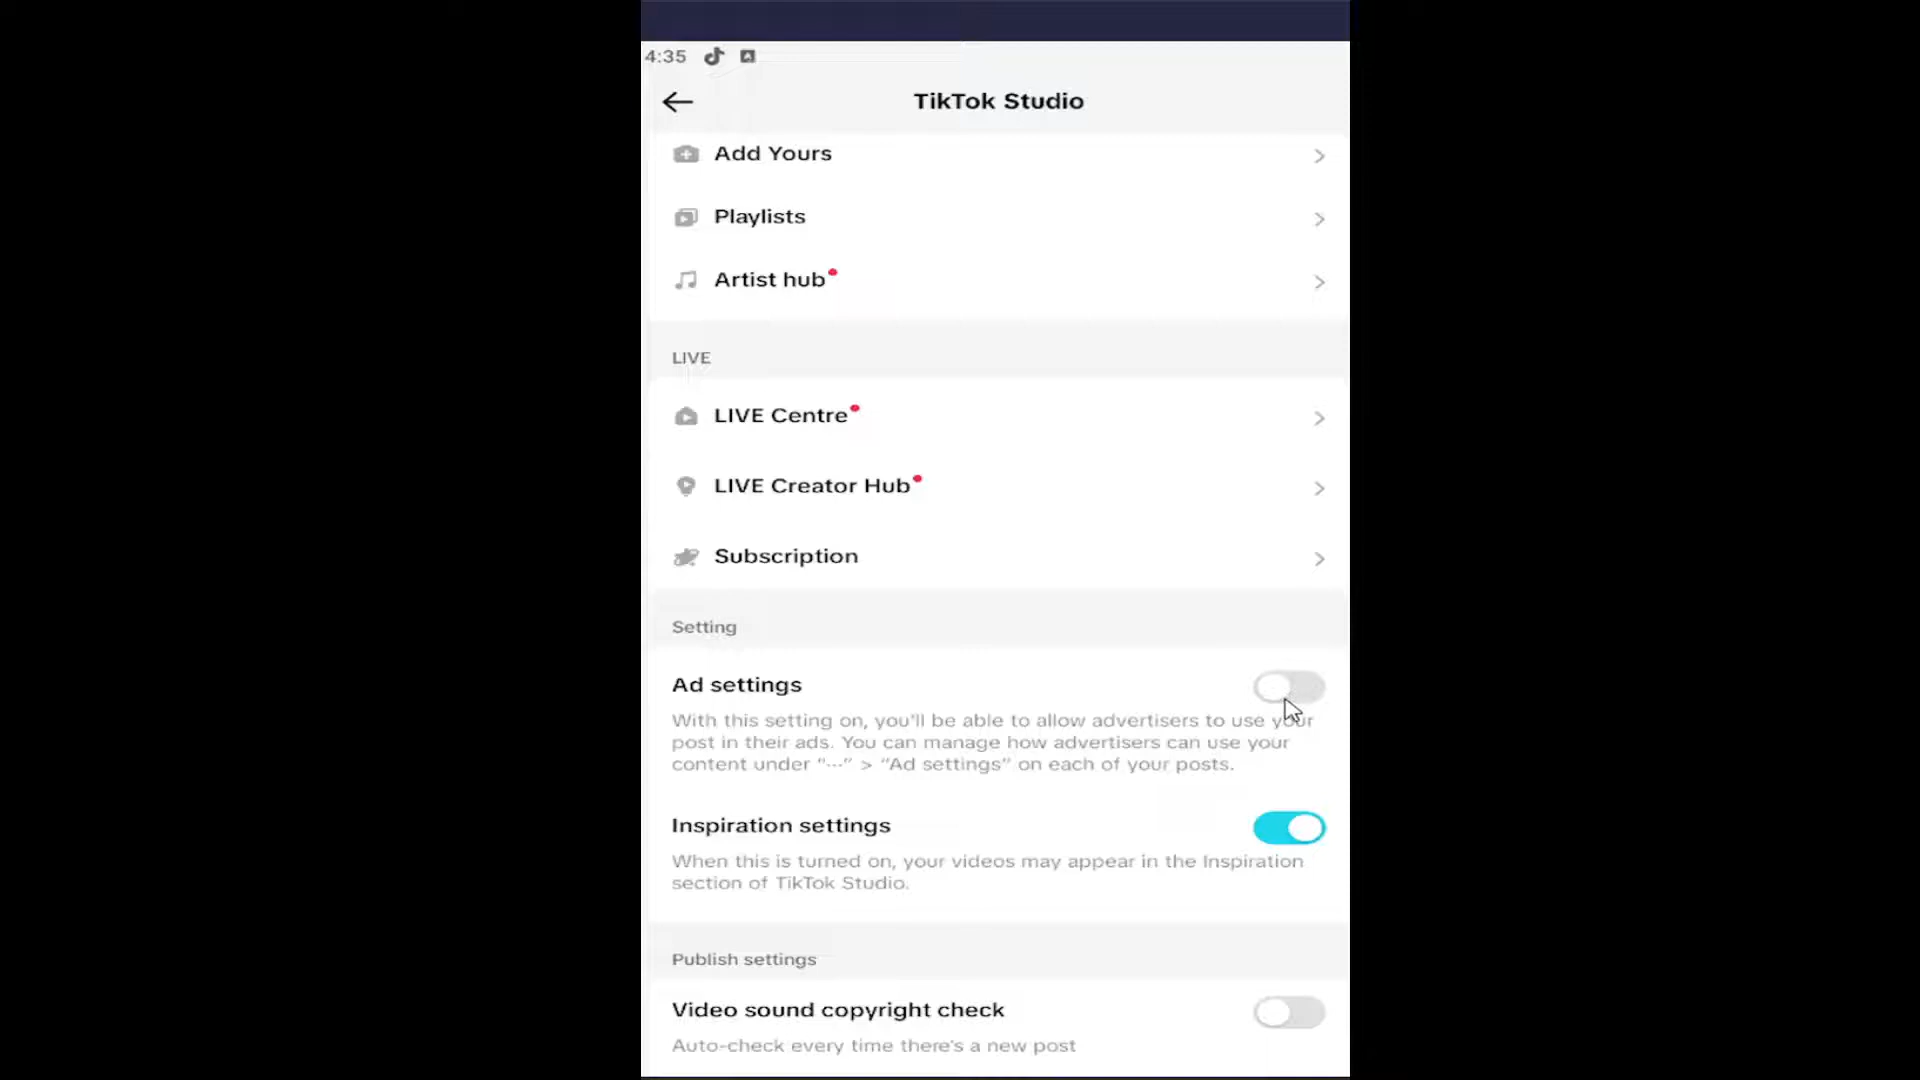 4:35
TikTok Studio
Add Yours
Playlists
Artist hub
LIVE
LIVE Centre
LIVE Creator Hub
Subscription
Setting
Ad settings
With this setting on, you'll be able to allow advertisers to use your
post in their ads. You can manage how advertisers can use your
content under “···” > “Ad settings” on each of your posts.
Inspiration settings
When this is turned on, your videos may appear in the Inspiration
section of TikTok Studio.
Publish settings
Video sound copyright check
Auto-check every time there's a new post